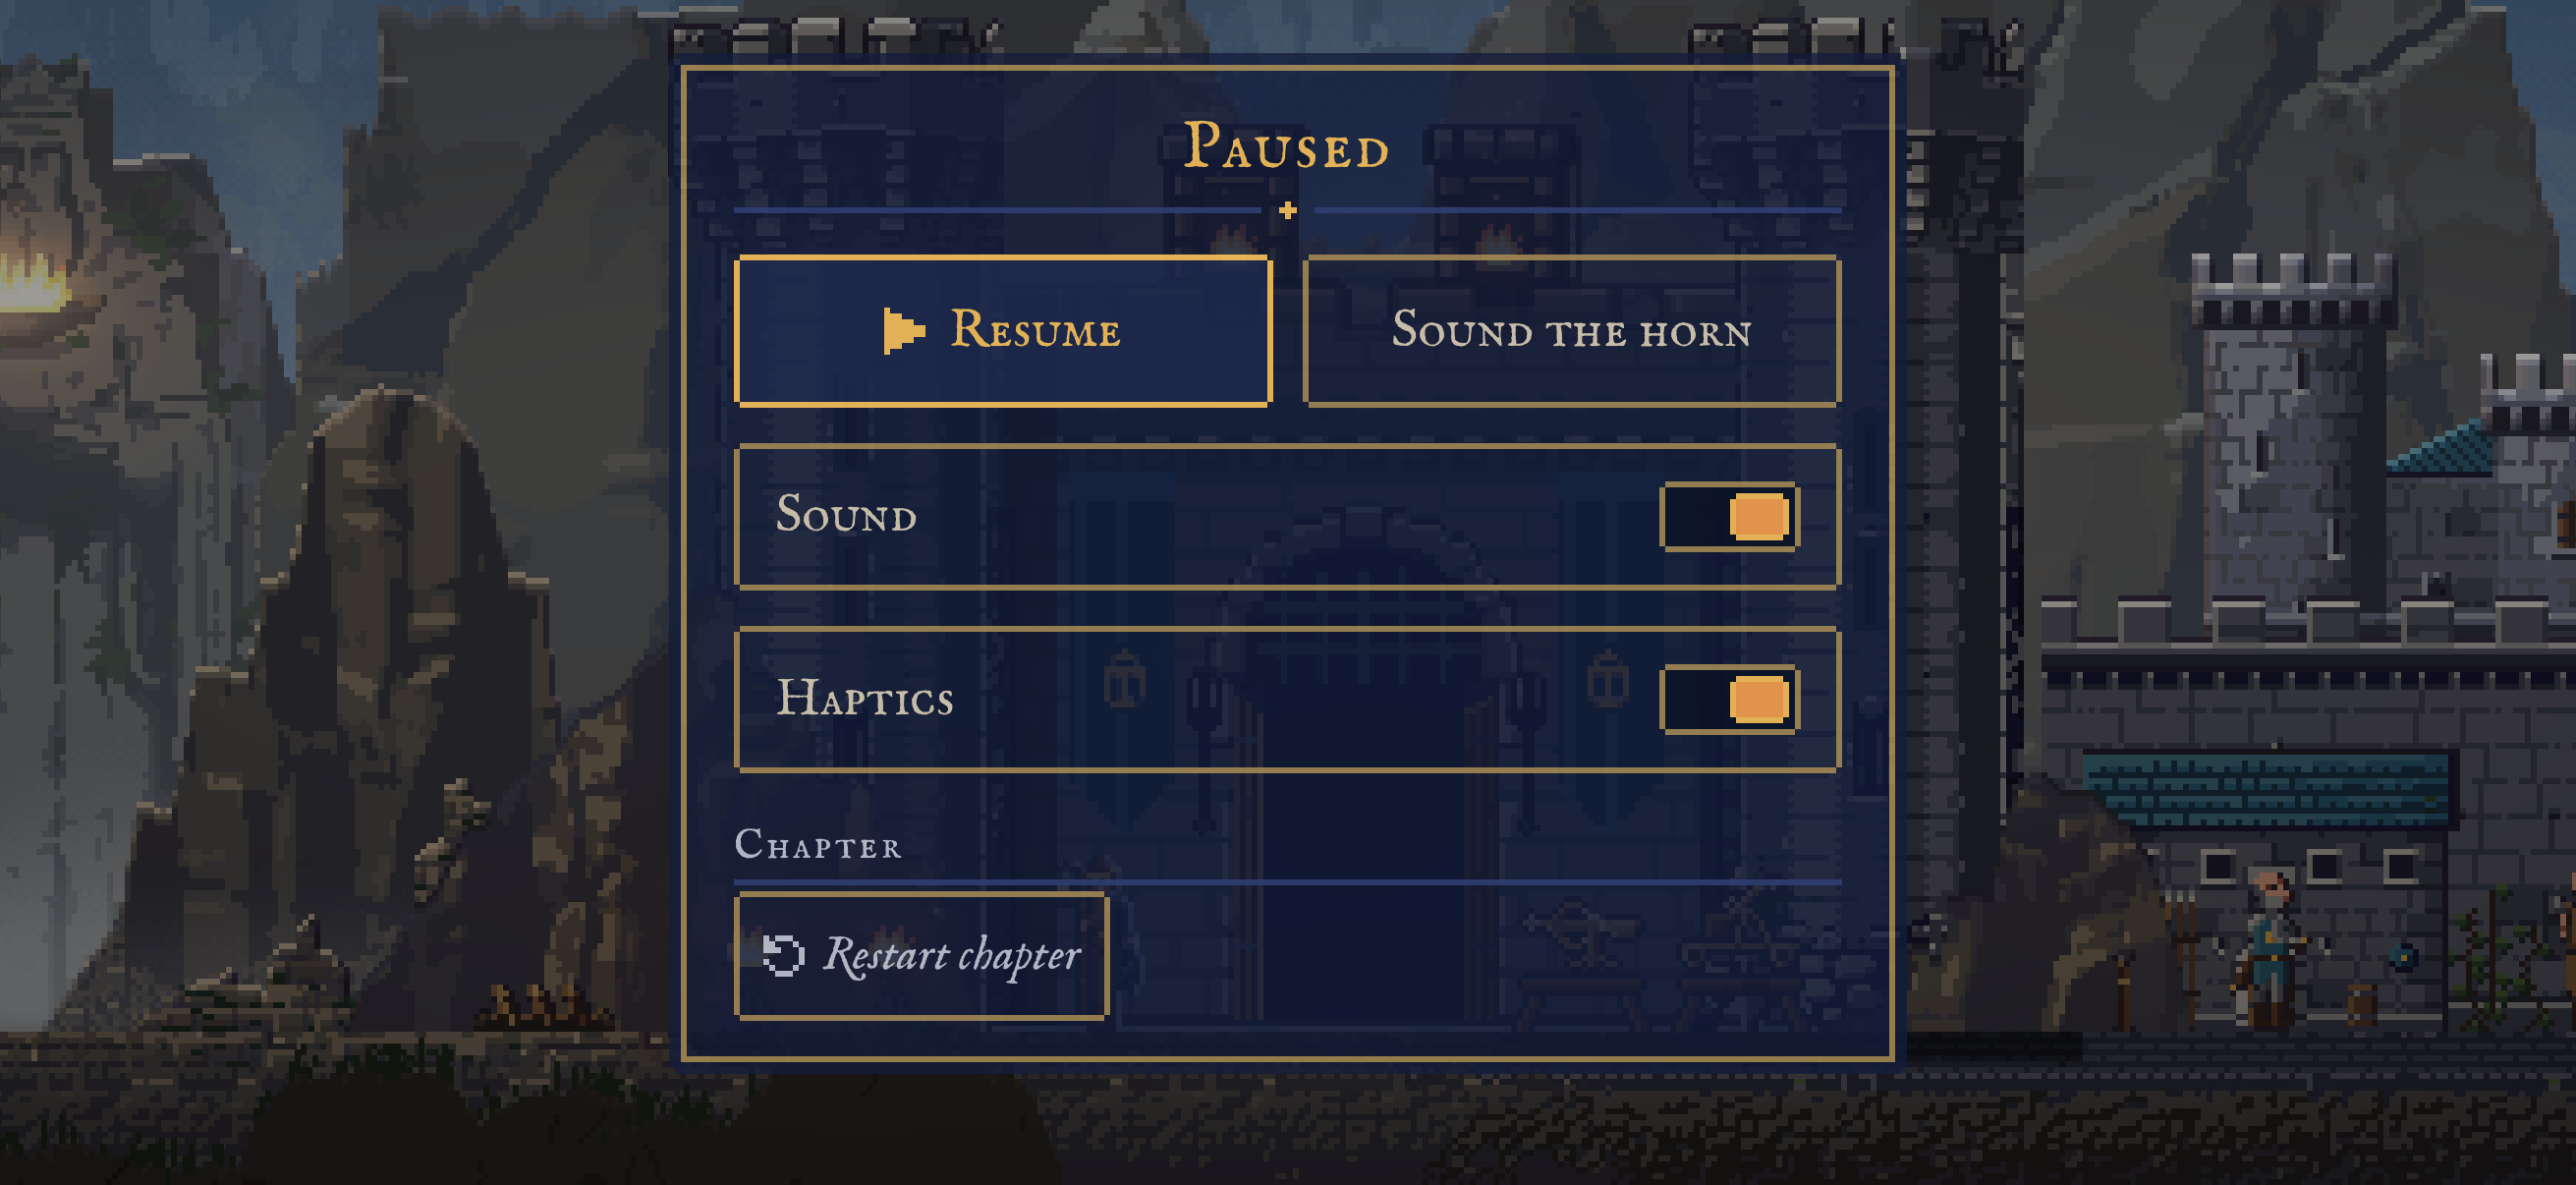 Paused
Resume
Sound the horn
Sound
Haptics
Chapter
Restart chapter